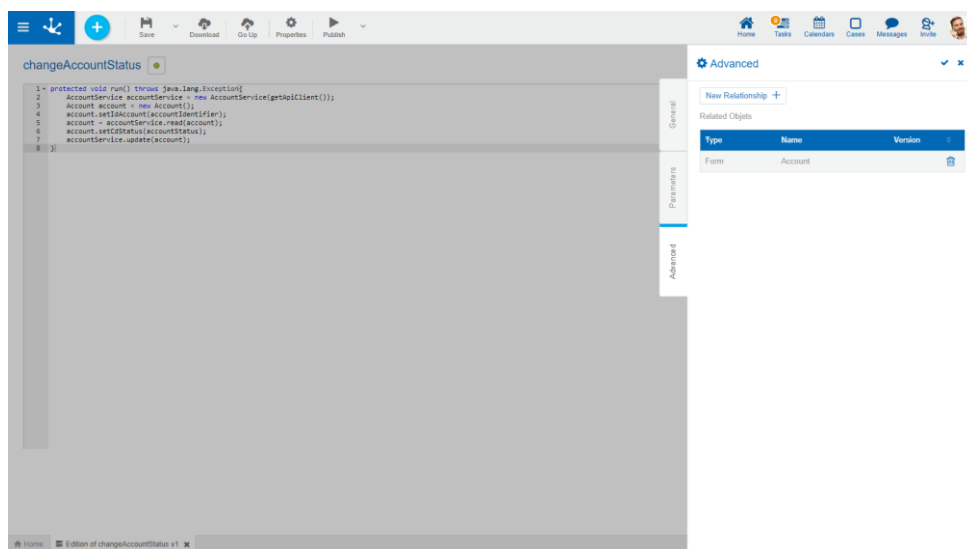 Save
Download
Go Up
Properties
Publish
Home
0
Tasks
Calendars
Cases
Messages
Invite
changeAccountStatus
1 protected void run() throws java.lang.Exception{
2 AccountService accountService = new AccountService(getApiClient());
3 Account account = new Account();
4 account.setIdAccount(accountIdentifier);
5 account = accountService.read(account);
6 account.setCdStatus(accountStatus);
7 accountService.update(account);
8 }
General
Parameters
Advanced
Advanced
New Relationship +
Related Objets
Type Name Version
Form Account
Home
Edition of changeAccountStatus v1